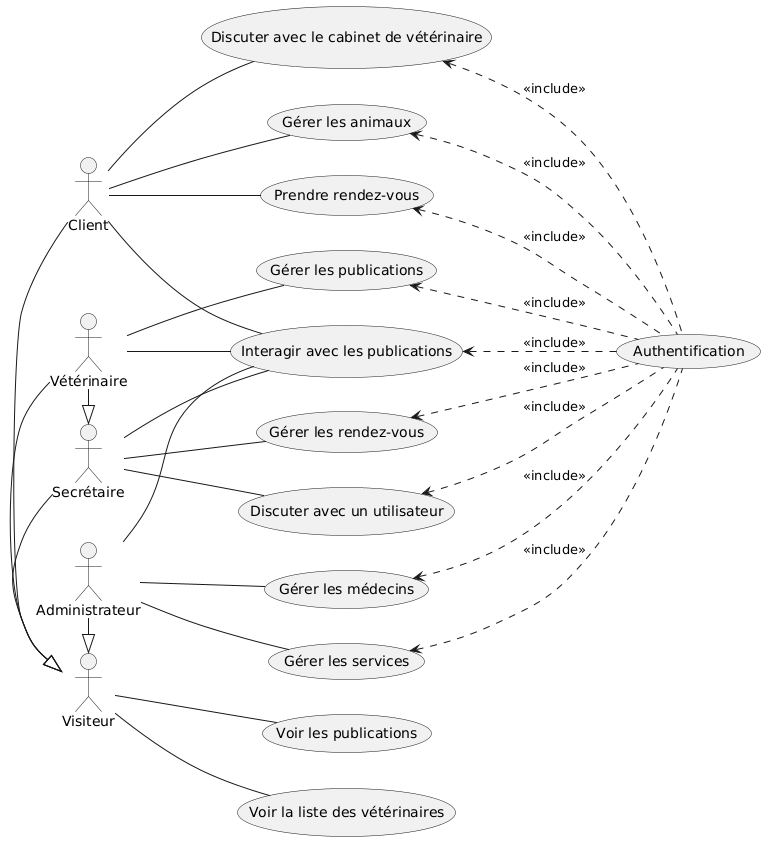 Discuter avec le cabinet de vétérinaire
«include»
Gérer les animaux
«include»
Prendre rendez-vous
Client
«include»
Gérer les publications
«include»
Interagir avec les publications
«include»
Authentification
«include»
Vétérinaire
«include»
Gérer les rendez-vous
«include»
Secrétaire
Discuter avec un utilisateur
«include»
Gérer les médecins
Administrateur
Gérer les services
Visiteur
Voir les publications
Voir la liste des vétérinaires